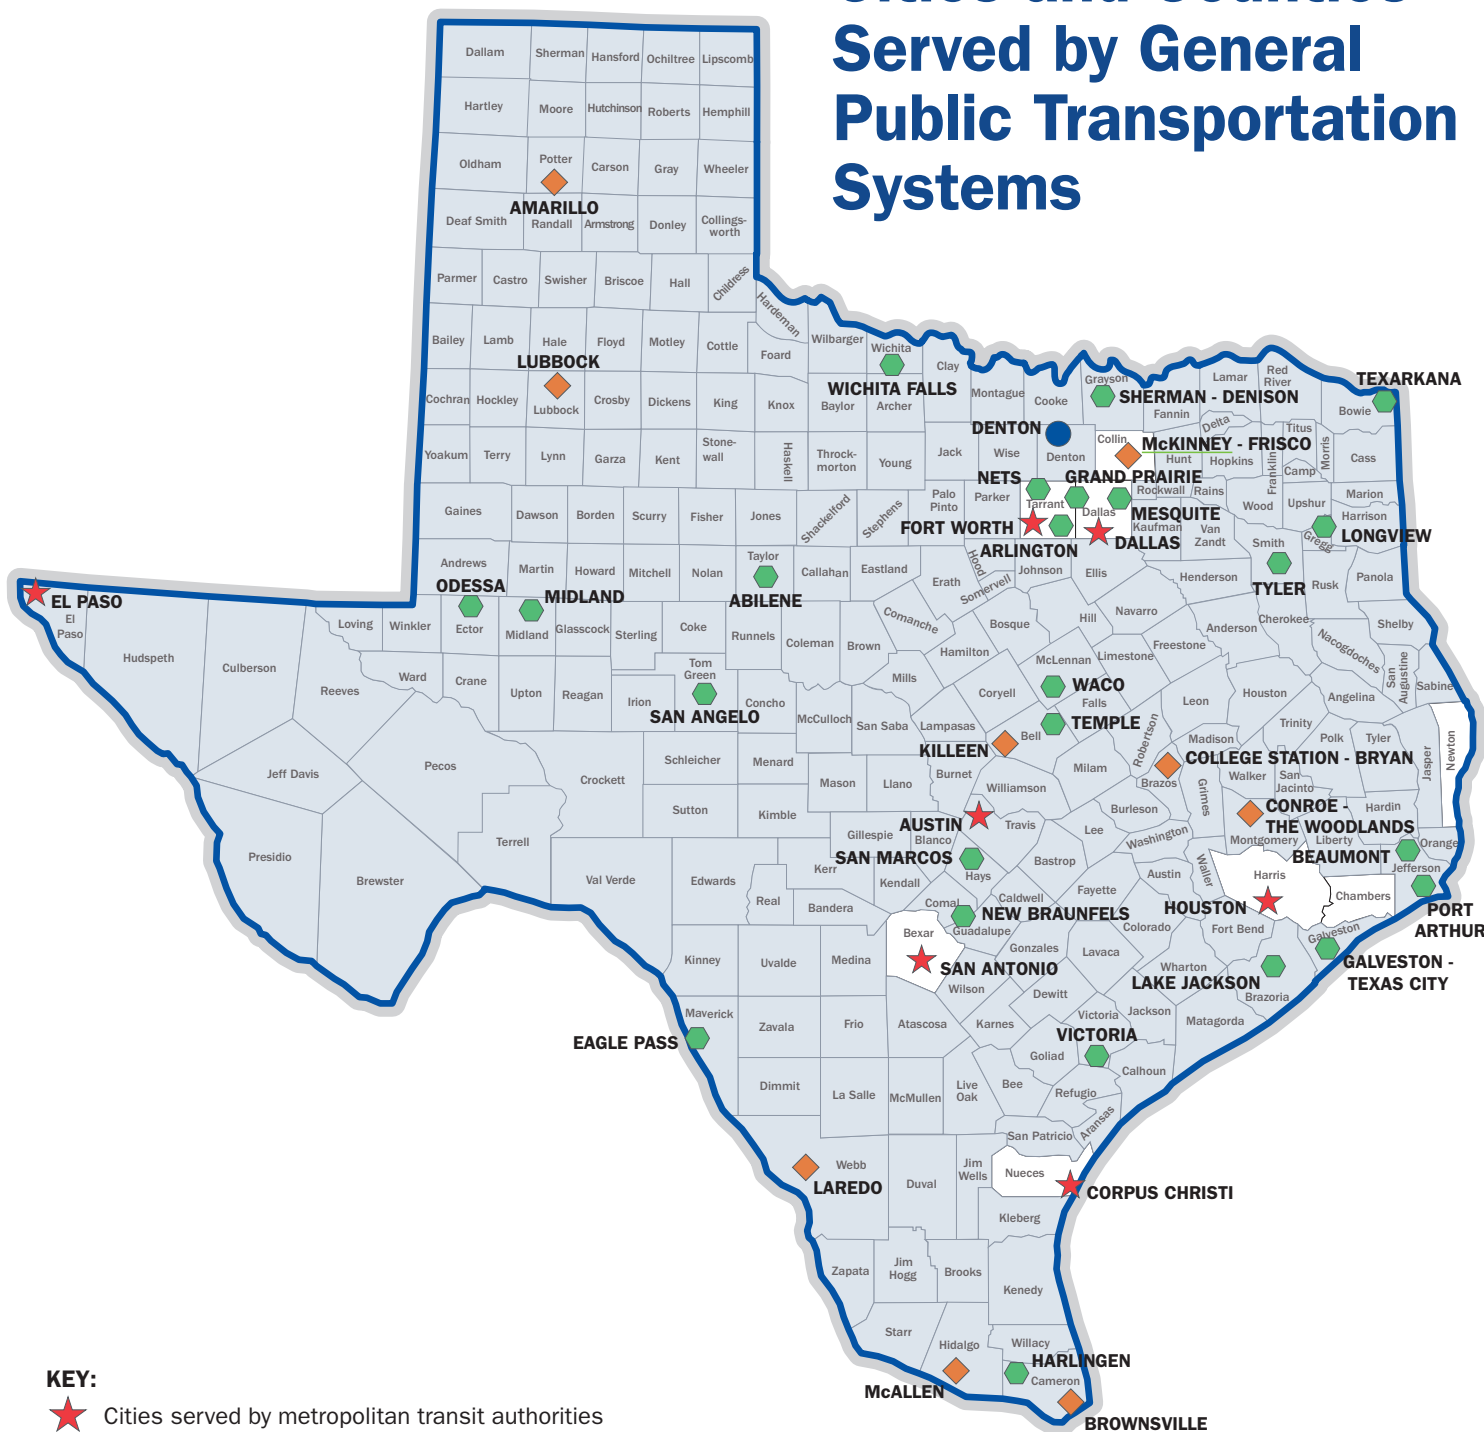 Served by General
Public Transportation
Systems
Dallam
Sherman
Hansford
Ochiltree
Lipscomb
Hartley
Moore
Hutchinson
Roberts
Hemphill
Oldham
Potter
Carson
Gray
Wheeler
AMARILLO
Deaf Smith
Randall
Armstrong
Donley
Collings-
worth
Parmer
Castro
Swisher
Briscoe
Hall
Childress
Hardeman
Bailey
Lamb
Hale
Floyd
Motley
Cottle
Foard
Wilbarger
Wichita
Clay
LUBBOCK
WICHITA FALLS
Montague
Cooke
Grayson
SHERMAN - DENISON
Fannin
Lamar
Red
River
TEXARKANA
Bowie
Cochran
Hockley
Lubbock
Crosby
Dickens
King
Knox
Baylor
Archer
DENTON
Denton
Collin
McKINNEY - FRISCO
Delta
Titus
Morris
Cass
Yoakum
Terry
Lynn
Garza
Kent
Stone-
wall
Haskell
Throck-
morton
Young
Jack
Wise
Hunt
Hopkins
Franklin
Camp
NETS
GRAND PRAIRIE
Rockwall
Rains
Wood
Upshur
Marion
Harrison
Gaines
Dawson
Borden
Scurry
Fisher
Jones
Shackelford
Stephens
Palo
Pinto
Parker
Tarrant
Dallas
MESQUITE
FORT WORTH
Kaufman
Van
Zandt
Gregg
LONGVIEW
ARLINGTON
DALLAS
Smith
TYLER
Andrews
Martin
Howard
Mitchell
Nolan
Taylor
ABILENE
Callahan
Eastland
Erath
Hood
Somervell
Johnson
Ellis
Henderson
Rusk
Panola
EL PASO
El
Paso
Hudspeth
Culberson
Reeves
Loving
Winkler
ODESSA
Ector
MIDLAND
Midland
Glasscock
Sterling
Coke
Runnels
Coleman
Brown
Comanche
Hamilton
Bosque
Hill
Navarro
Freestone
Anderson
Cherokee
Nacogdoches
Shelby
San
Augustine
Sabine
Ward
Crane
Upton
Reagan
Irion
Tom
Green
SAN ANGELO
Concho
McCulloch
San Saba
Mills
Lampasas
Coryell
McLennan
WACO
Limestone
Falls
Leon
Houston
Angelina
Trinity
Polk
Tyler
Jasper
Newton
TEMPLE
KILLEEN
Bell
Robertson
Madison
COLLEGE STATION - BRYAN
Brazos
Grimes
Walker
San
Jacinto
Jeff Davis
Pecos
Crockett
Schleicher
Menard
Mason
Llano
Burnet
Williamson
Milam
Burleson
CONROE -
THE WOODLANDS
Montgomery
Hardin
Liberty
Orange
Presidio
Brewster
Terrell
Val Verde
Sutton
Kimble
Gillespie
Blanco
AUSTIN
Travis
Lee
Washington
BEAUMONT
Jefferson
Edwards
Real
Kerr
Kendall
Bandera
SAN MARCOS
Hays
Bastrop
Fayette
Austin
Waller
Harris
HOUSTON
Chambers
PORT
ARTHUR
Comal
NEW BRAUNFELS
Guadalupe
Caldwell
Colorado
Fort Bend
Galveston
GALVESTON -
TEXAS CITY
Kinney
Uvalde
Medina
Bexar
SAN ANTONIO
Wilson
Gonzales
Lavaca
Wharton
LAKE JACKSON
Brazoria
Maverick
EAGLE PASS
Zavala
Frio
Atascosa
Karnes
Dewitt
Victoria
VICTORIA
Jackson
Matagorda
Goliad
Calhoun
Dimmit
La Salle
McMullen
Live
Oak
Bee
Refugio
Aransas
San Patricio
Webb
LAREDO
Duval
Jim
Wells
Nueces
CORPUS CHRISTI
Kleberg
Zapata
Jim
Hogg
Brooks
Kenedy
Starr
Hidalgo
McALLEN
Willacy
HARLINGEN
Cameron
BROWNSVILLE
KEY:
Cities served by metropolitan transit authorities